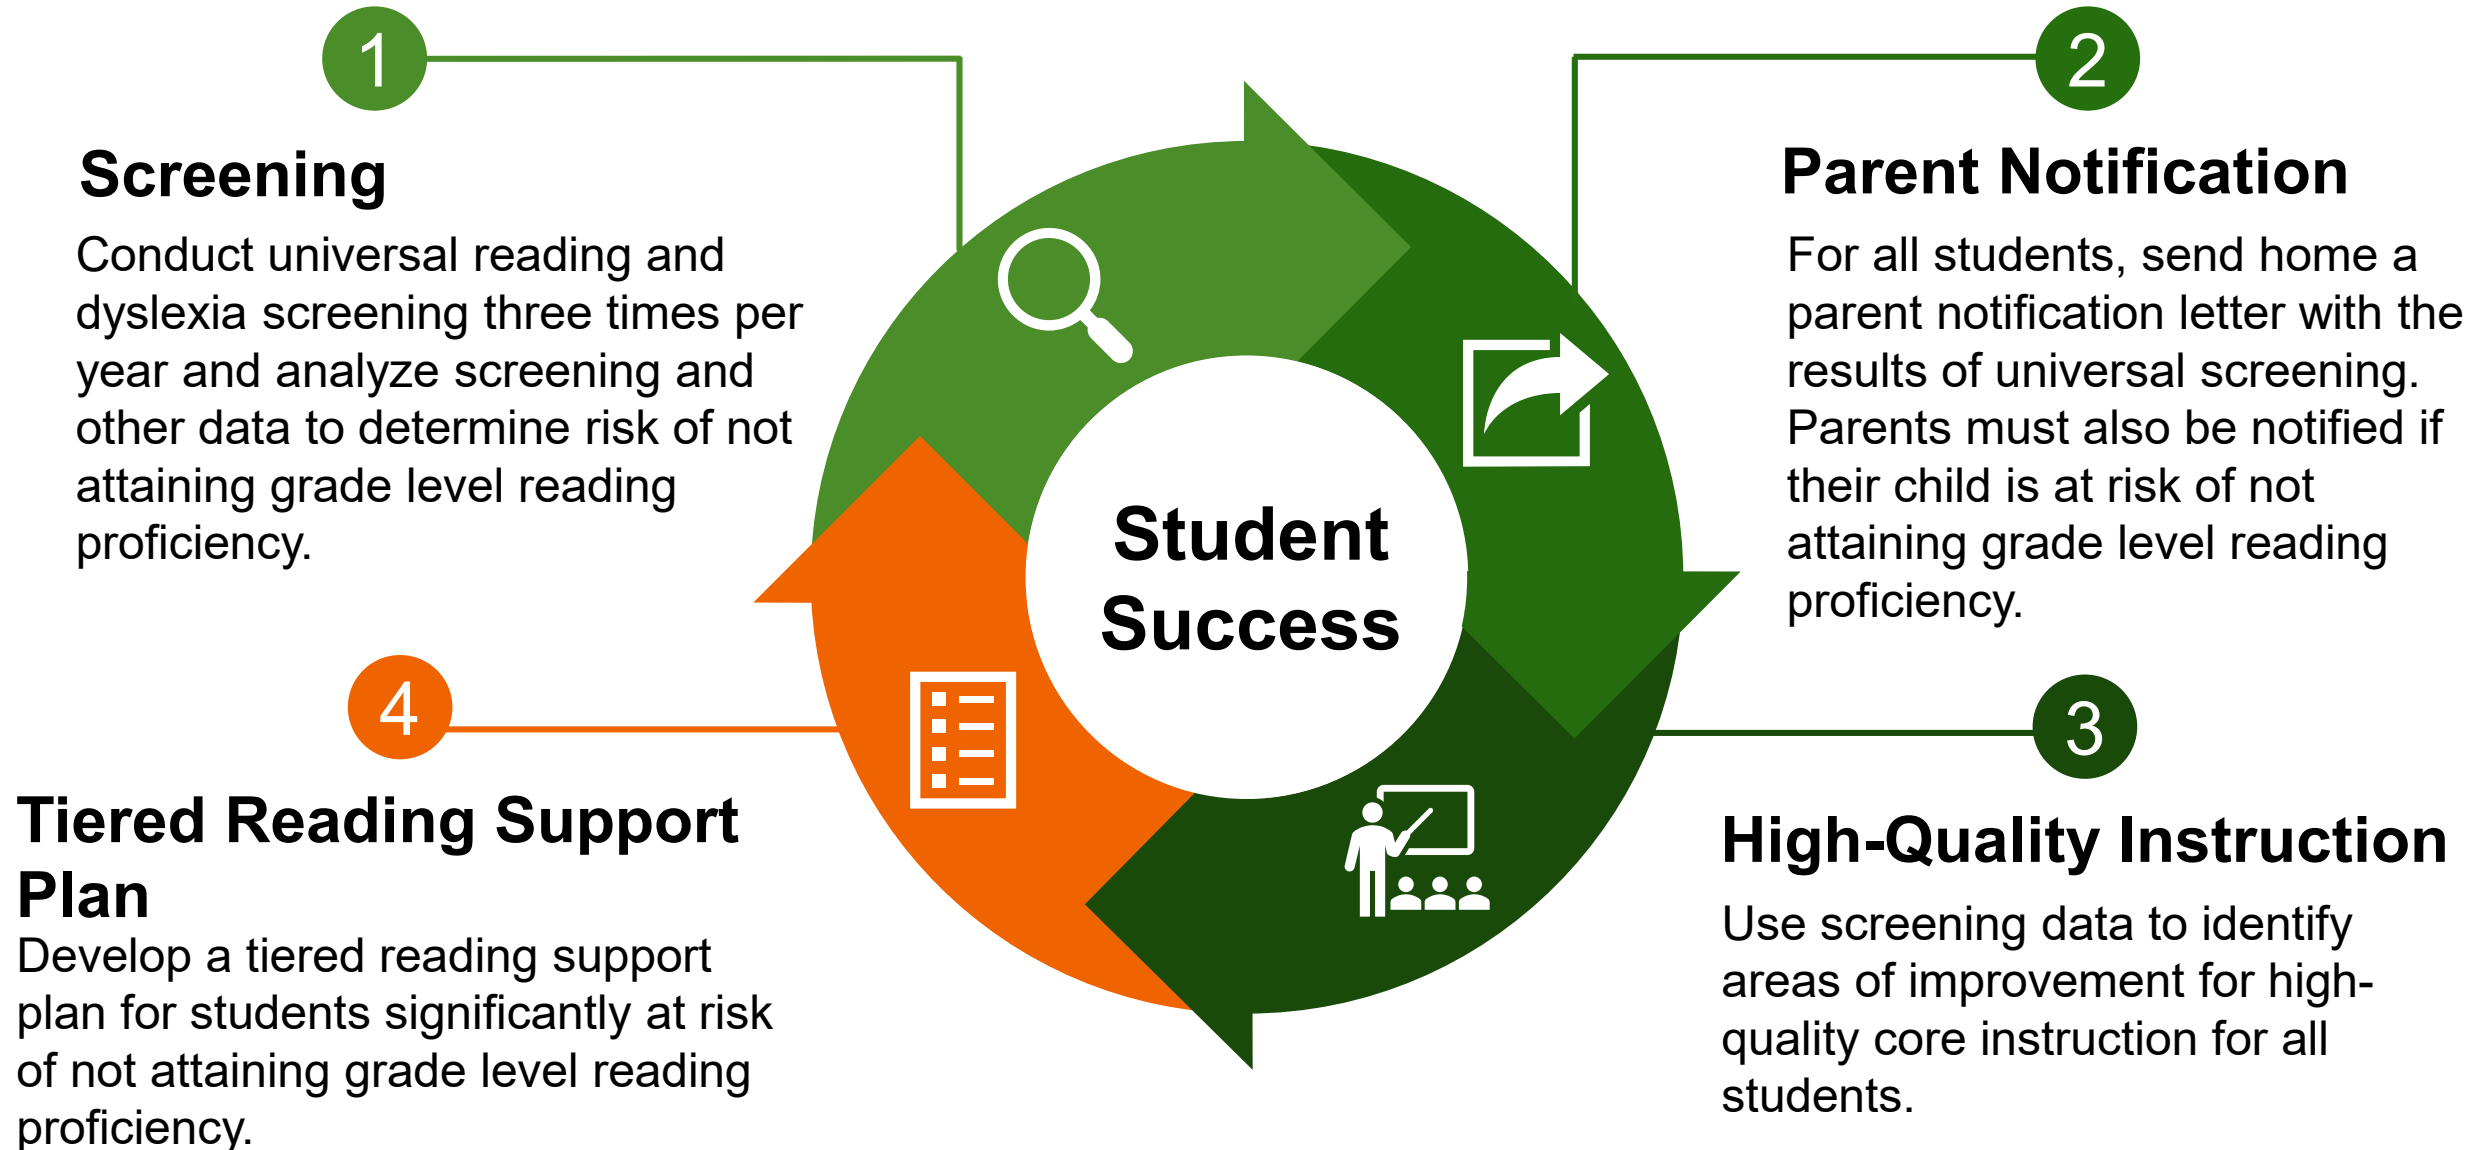 1
Screening
Conduct universal reading and
dyslexia screening three times per
year and analyze screening and
other data to determine risk of not
attaining grade level reading
proficiency.
2
Parent Notification
For all students, send home a
parent notification letter with the
results of universal screening.
Parents must also be notified if
their child is at risk of not
attaining grade level reading
proficiency.
Student
Success
3
High-Quality Instruction
Use screening data to identify
areas of improvement for high-
quality core instruction for all
students.
4
Tiered Reading Support
Plan
Develop a tiered reading support
plan for students significantly at risk
of not attaining grade level reading
proficiency.